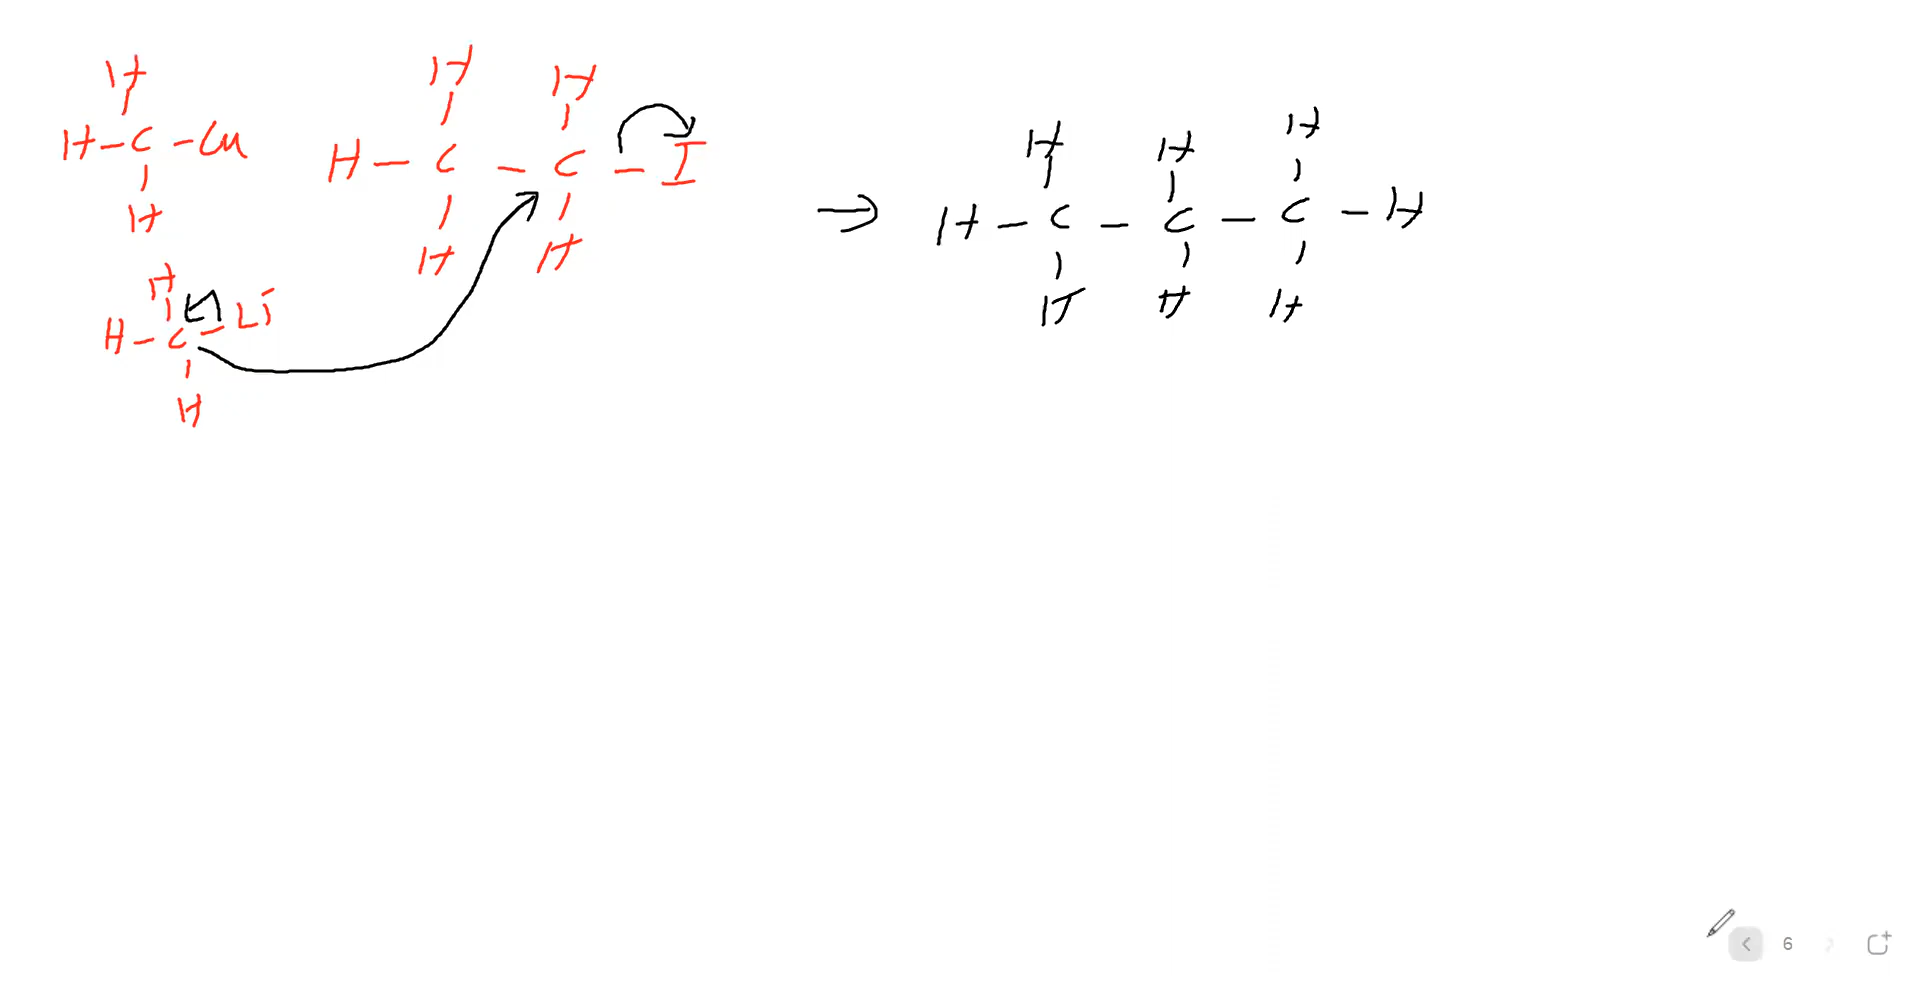 H H H
H - C - Cu H - C - C - I
H H H
H
H - C - Li
H
→
H H H
H - C - C - C - H
H H H
6